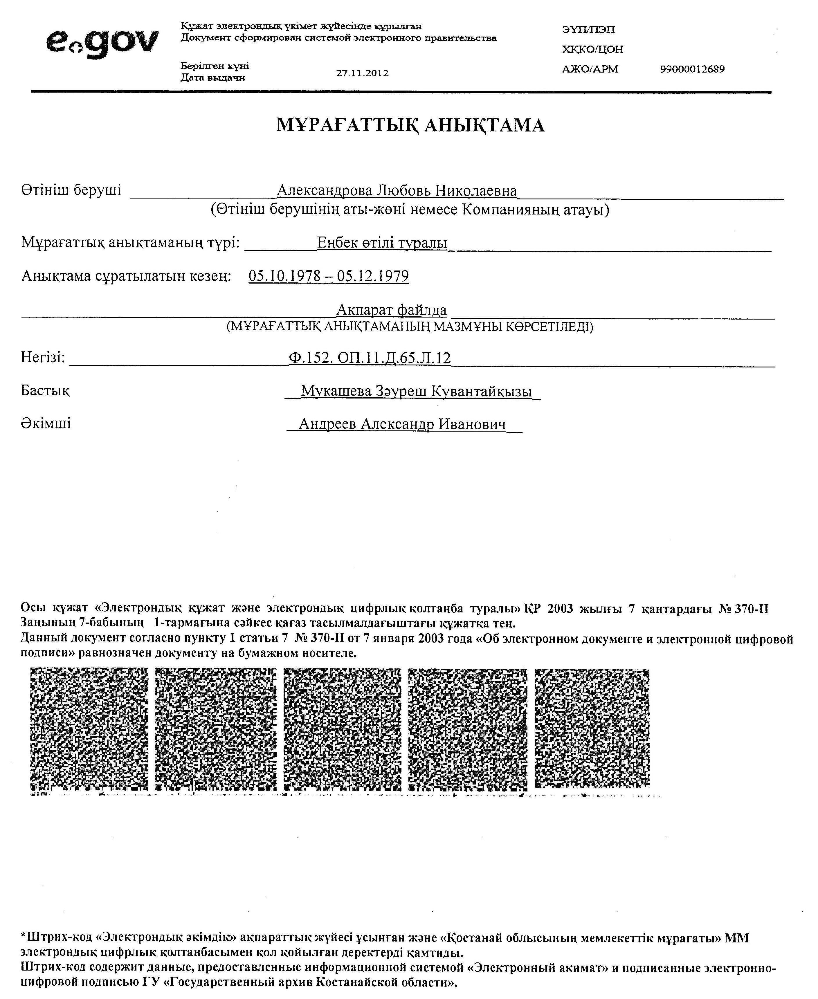 e.gov
Құжат электрондық үкімет жүйесінде құрылған
Документ сформирован системой электронного правительства
Берілген күні
Дата выдачи
27.11.2012
ЭҮП/ПЭП
ХҚКО/ЦОН
АЖО/АРМ 99000012689
МҰРАҒАТТЫҚ АНЫҚТАМА
Өтініш беруші Александрова Любовь Николаевна
(Өтініш берушінің аты-жөні немесе Компанияның атауы)
Мұрағаттық анықтаманың түрі: Еңбек өтілі туралы
Анықтама сұратылатын кезең: 05.10.1978 – 05.12.1979
Ақпарат файлда
(МҰРАҒАТТЫҚ АНЫҚТАМАНЫҢ МАЗМҰНЫ КӨРСЕТІЛЕДІ)
Негізі: Ф.152. ОП.11.Д.65.Л.12
Бастық Мукашева Зәуреш Кувантайқызы
Әкімші Андреев Александр Иванович
Осы құжат «Электрондық құжат және электрондық цифрлық қолтаңба туралы» ҚР 2003 жылғы 7 қаңтардағы № 370-II
Заңының 7-бабының 1-тармағына сәйкес қағаз тасылмалдағыштағы құжатқа тең.
Данный документ согласно пункту 1 статьи 7 № 370-II от 7 января 2003 года «Об электронном документе и электронной цифровой
подписи» равнозначен документу на бумажном носителе.
*Штрих-код «Электрондық әкімдік» ақпараттық жүйесі ұсынған және «Қостанай облысының мемлекеттік мұрағаты» ММ
электрондық цифрлық қолтаңбасымен қол қойылған деректерді қамтиды.
Штрих-код содержит данные, предоставленные информационной системой «Электронный акимат» и подписанные электронно-
цифровой подписью ГУ «Государственный архив Костанайской области».